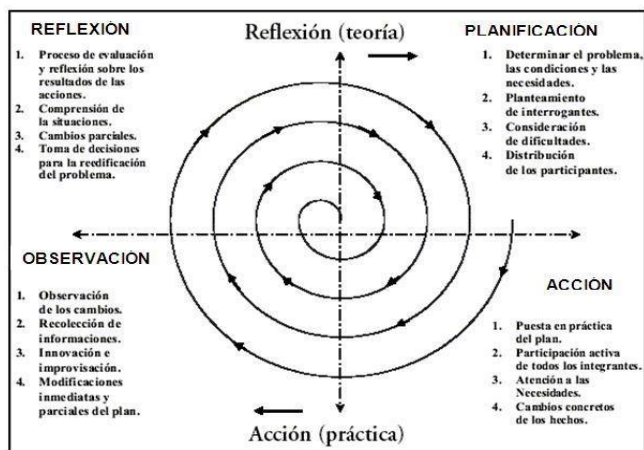 REFLEXIÓN
1. Proceso de evaluación
y reflexión sobre los
resultados de las
acciones.
2. Comprensión de
la situaciones.
3. Cambios parciales.
4. Toma de decisiones
para la reedificación
del problema.
Reflexión (teoría)
PLANIFICACIÓN
1. Determinar el problema,
las condiciones y las
necesidades.
2. Planteamiento
de interrogantes.
3. Consideración
de dificultades.
4. Distribución
de los participantes.
OBSERVACIÓN
1. Observación
de los cambios.
2. Recolección de
informaciones.
3. Innovación e
improvisación.
4. Modificaciones
inmediatas y
parciales del plan.
Acción (práctica)
ACCIÓN
1. Puesta en práctica
del plan.
2. Participación activa
de todos los integrantes.
3. Atención a las
Necesidades.
4. Cambios concretos
de los hechos.